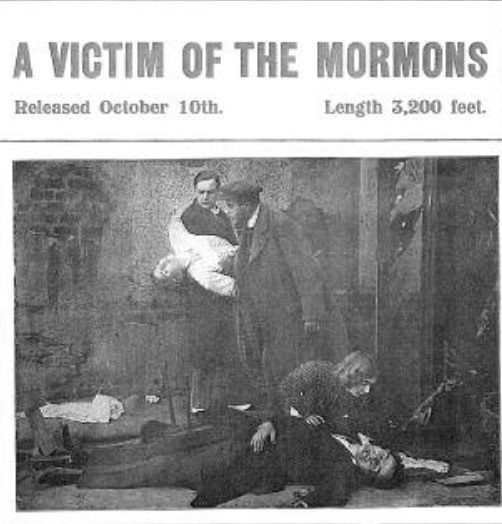 A VICTIM OF THE MORMONS
Released October 10th. Length 3,200 feet.